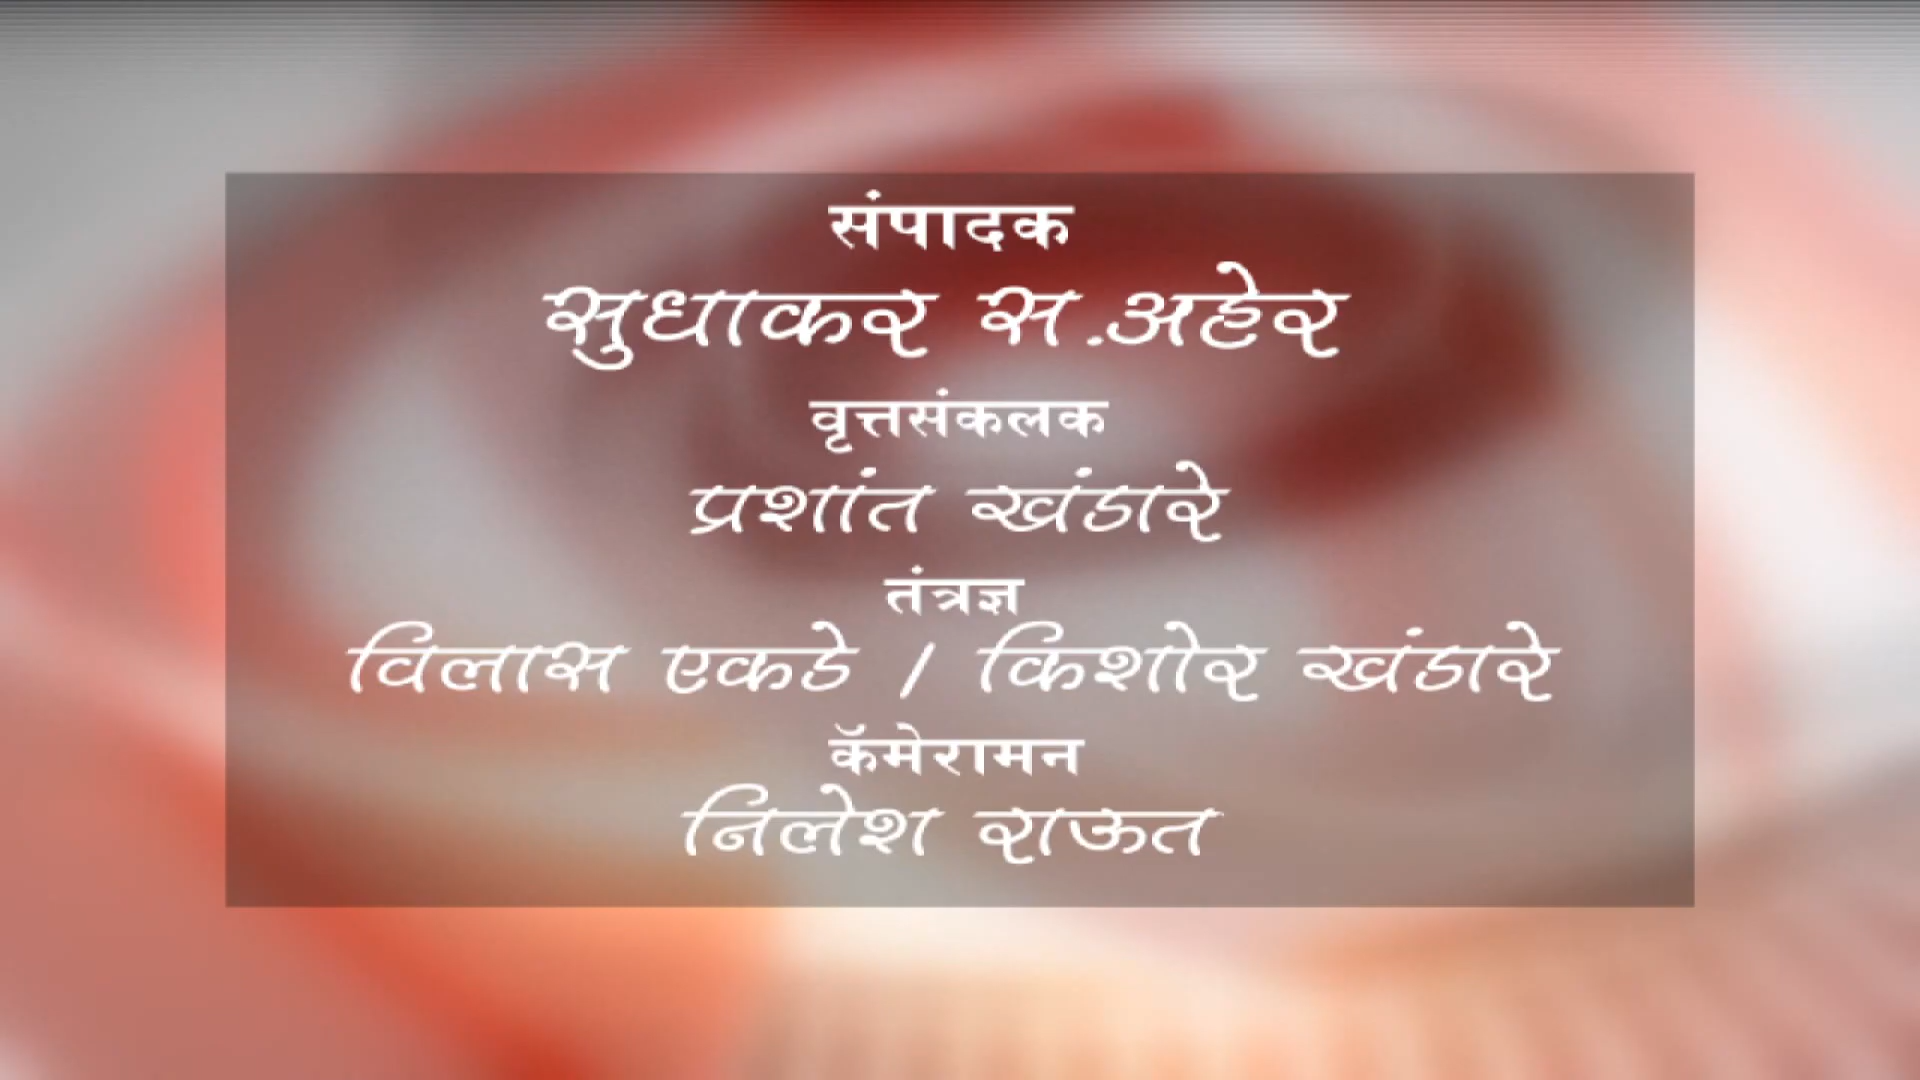 संपादक
सुधाकर स.अहेर
वृत्तसंकलक
प्रशांत खंडारे
तंत्रज्ञ
विलास एकडे / किशोर खंडारे
कॅमेरामन
निलेश राऊत